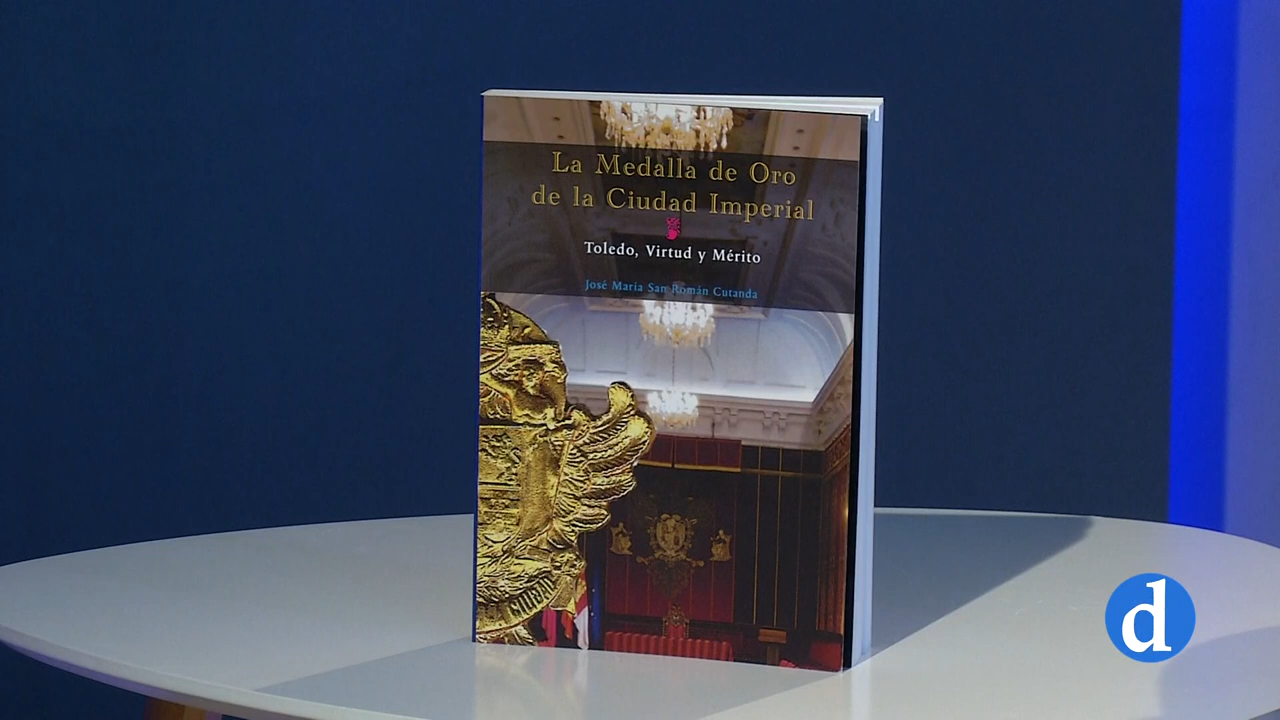 La Medalla de Oro
de la Ciudad Imperial
Toledo, Virtud y Mérito
José María San Román Cutanda
d